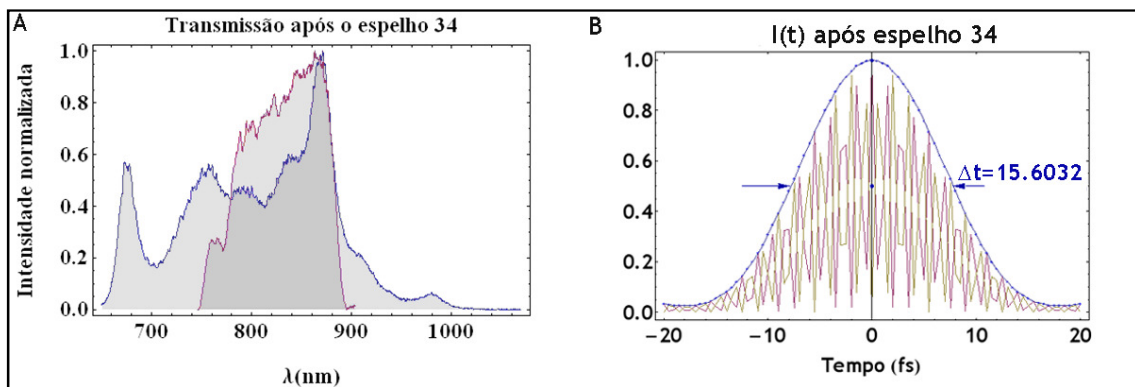 A
Transmissão após o espelho 34
Intensidade normalizada
1.0
0.8
0.6
0.4
0.2
0.0
700
800
900
1000
λ(nm)
B
I(t) após espelho 34
1.0
0.8
0.6
0.4
0.2
0.0
Δt=15.6032
−20
−10
0
10
20
Tempo (fs)